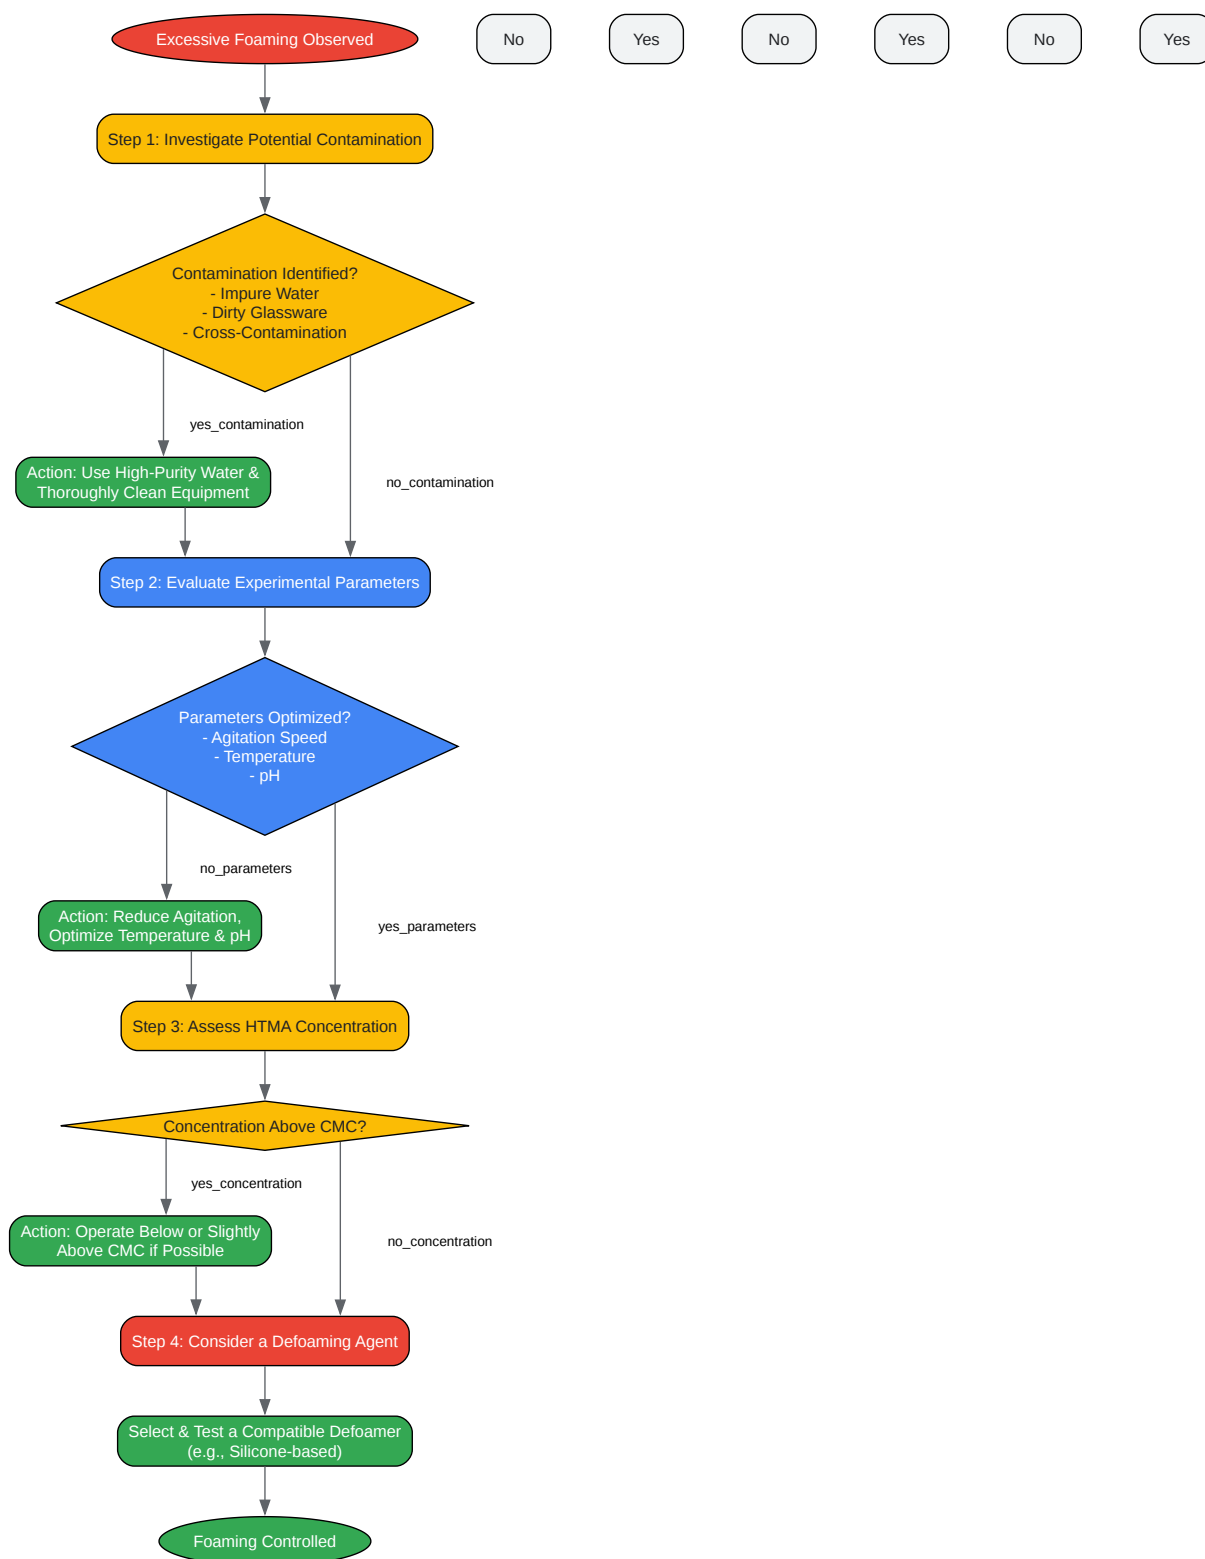 Excessive Foaming Observed
No
Yes
No
Yes
No
Yes
Step 1: Investigate Potential Contamination
Contamination Identified?
- Impure Water
- Dirty Glassware
- Cross-Contamination
yes_contamination
Action: Use High-Purity Water &
Thoroughly Clean Equipment
no_contamination
Step 2: Evaluate Experimental Parameters
Parameters Optimized?
- Agitation Speed
- Temperature
- pH
no_parameters
Action: Reduce Agitation,
Optimize Temperature & pH
yes_parameters
Step 3: Assess HTMA Concentration
Concentration Above CMC?
yes_concentration
Action: Operate Below or Slightly
Above CMC if Possible
no_concentration
Step 4: Consider a Defoaming Agent
Select & Test a Compatible Defoamer
(e.g., Silicone-based)
Foaming Controlled